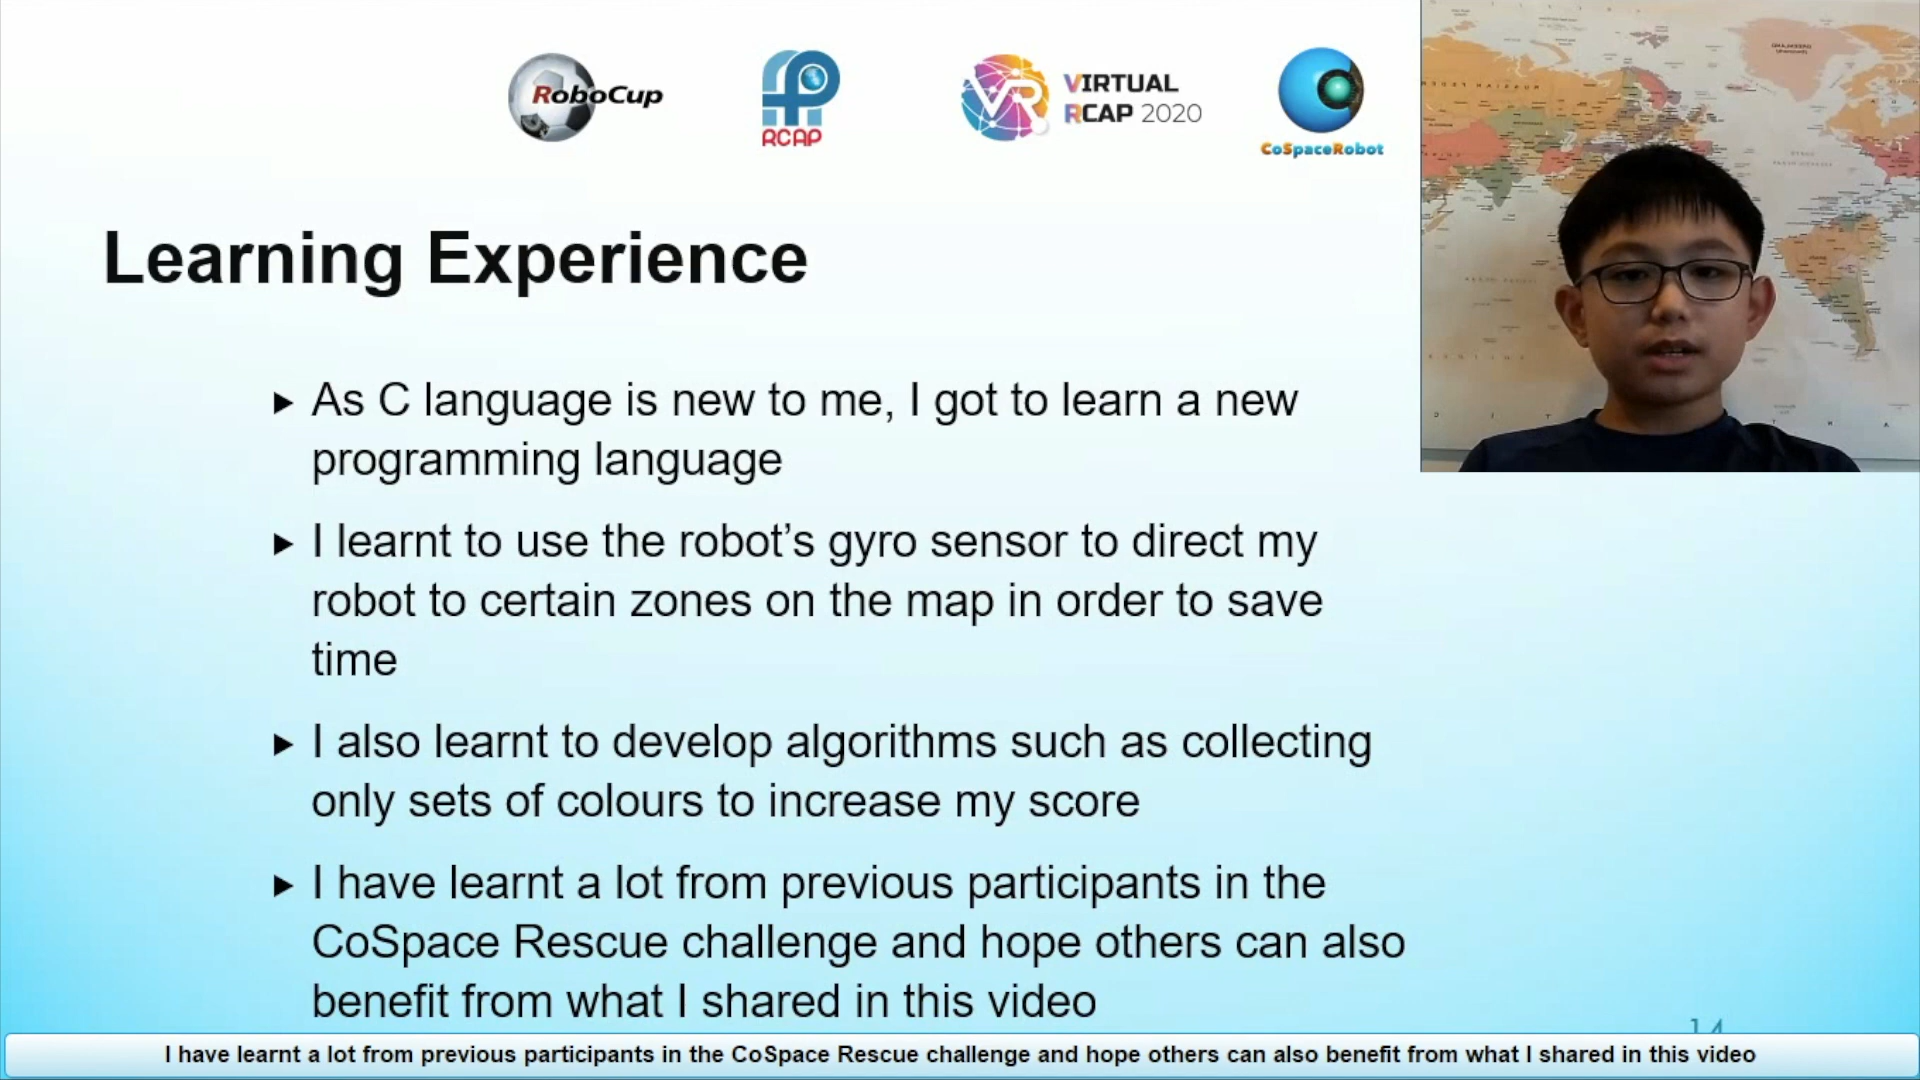 RoboCup
RCAP
VR
VIRTUAL
RCAP 2020
CoSpaceRobot
Learning Experience
▶ As C language is new to me, I got to learn a new
programming language
▶ I learnt to use the robot’s gyro sensor to direct my
robot to certain zones on the map in order to save
time
▶ I also learnt to develop algorithms such as collecting
only sets of colours to increase my score
▶ I have learnt a lot from previous participants in the
CoSpace Rescue challenge and hope others can also
benefit from what I shared in this video
14
I have learnt a lot from previous participants in the CoSpace Rescue challenge and hope others can also benefit from what I shared in this video